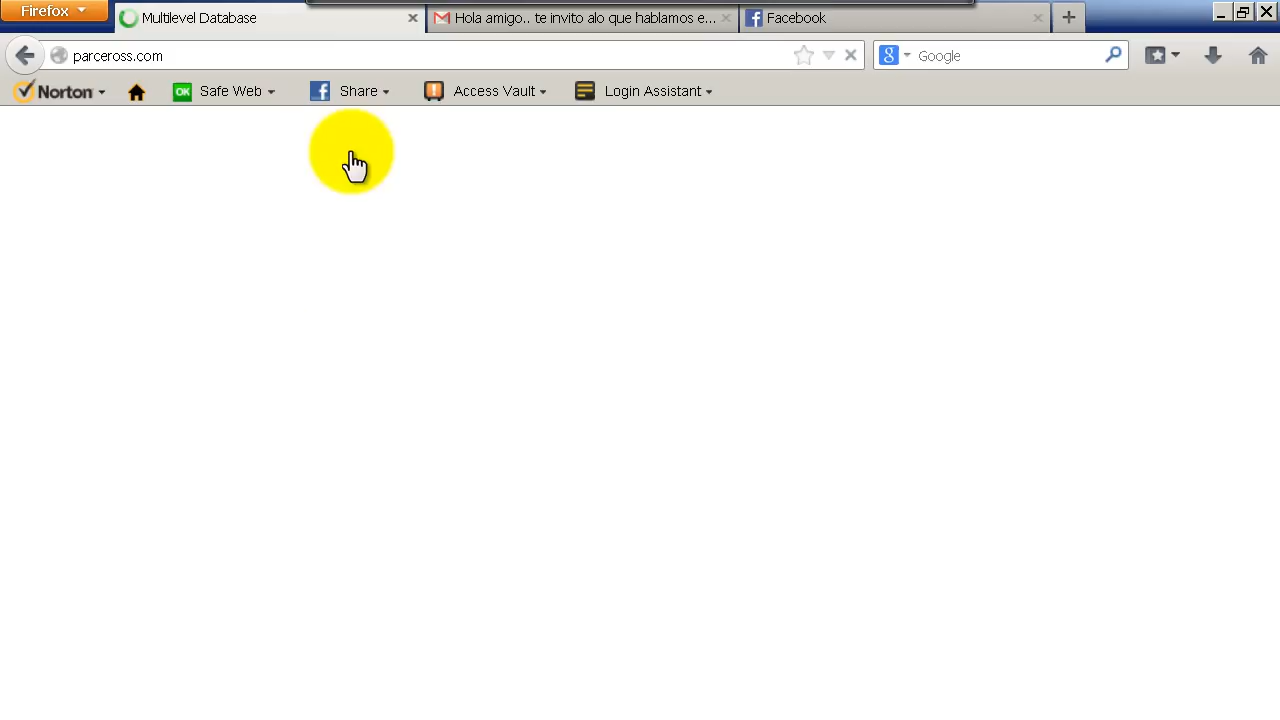 Firefox
Multilevel Database
Hola amigo.. te invito alo que hablamos e...
Facebook
parceross.com
Google
Norton
Safe Web
Share
Access Vault
Login Assistant
OK